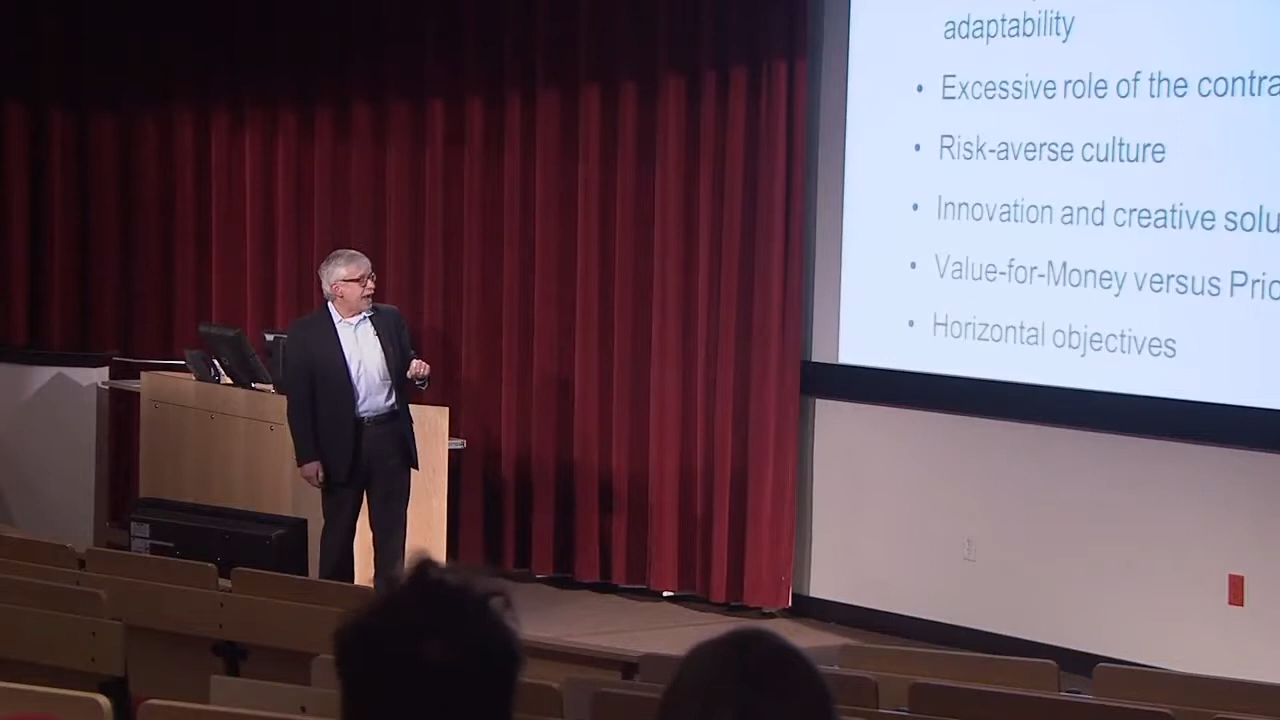 adaptability
• Excessive role of the contra
• Risk-averse culture
• Innovation and creative solu
• Value-for-Money versus Pric
• Horizontal objectives